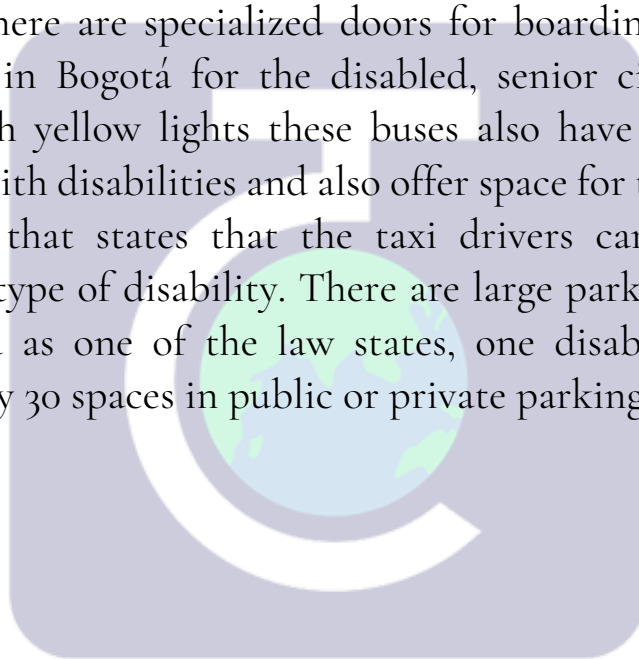 here are specialized doors for boardin
in Bogotá for the disabled, senior ci
h yellow lights these buses also have
ith disabilities and also offer space for
that states that the taxi drivers ca
type of disability. There are large park
as one of the law states, one disab
y 30 spaces in public or private parking